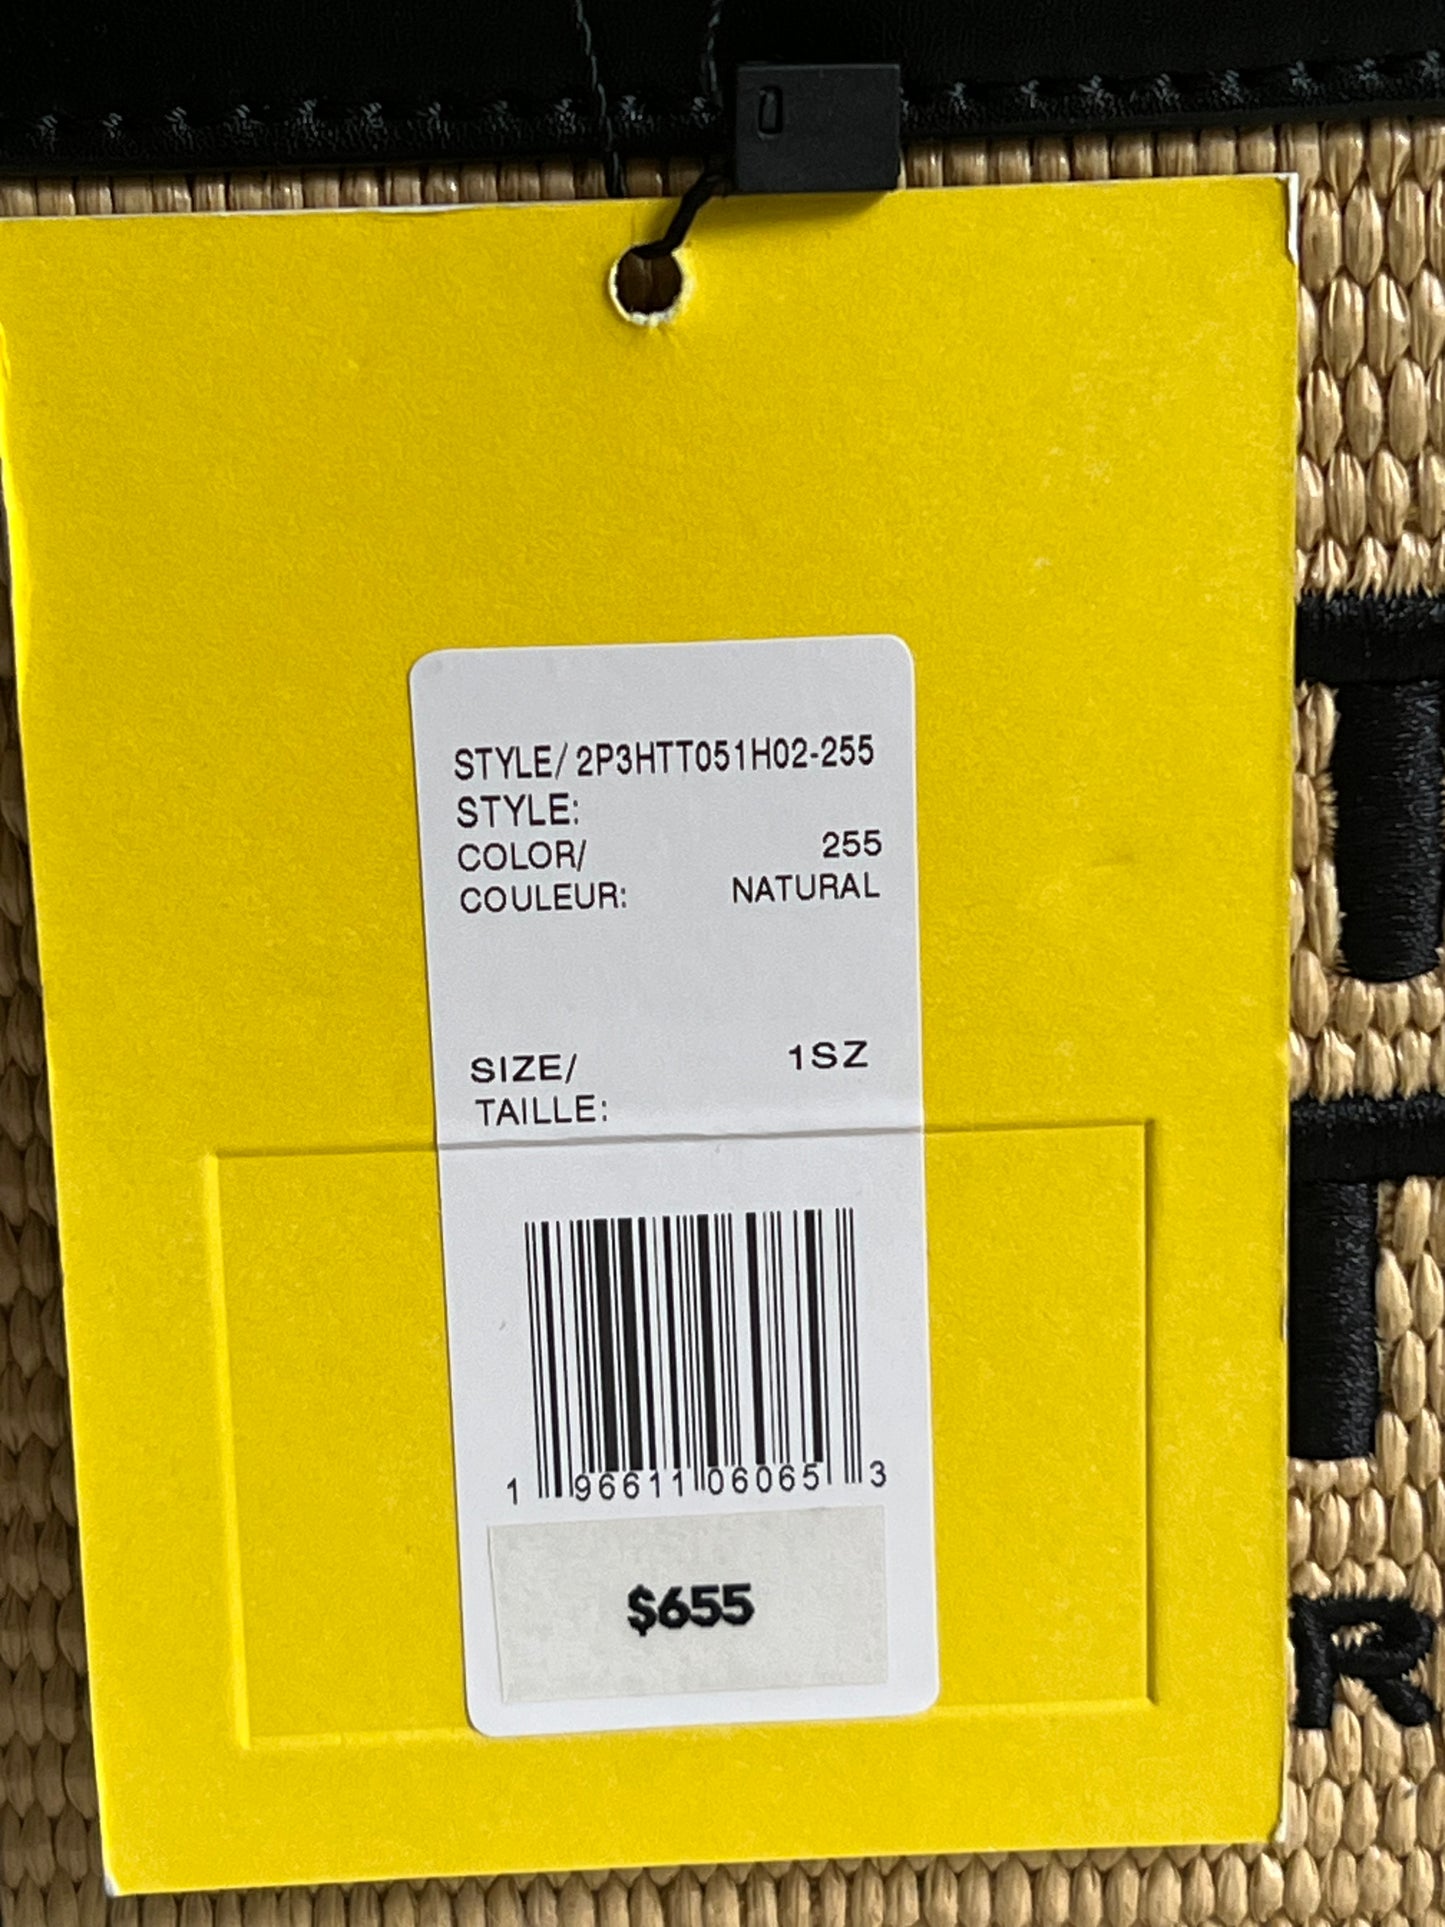 STYLE/ 2P3HTT051H02-255
STYLE:
COLOR/ 255
COULEUR: NATURAL
SIZE/ 1SZ
TAILLE:
1 96611 06065 3
$655
R